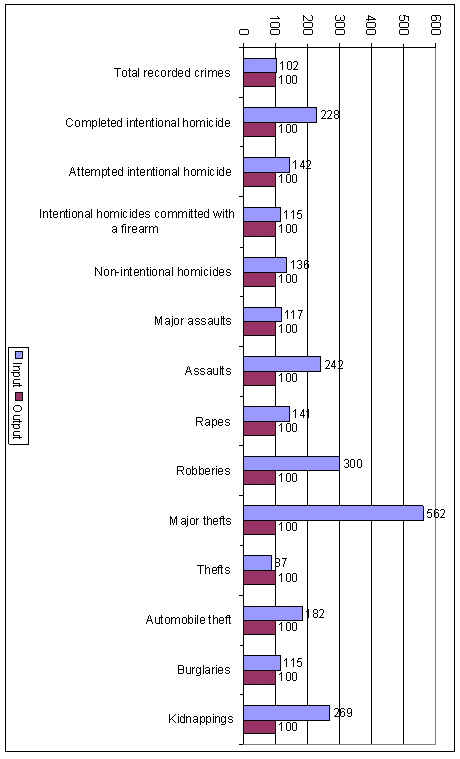 0 100 200 300 400 500 600
Total recorded crimes 102
100
Completed intentional homicide 228
100
Attempted intentional homicide 142
100
Intentional homicides committed with 115
a firearm 100
Non-intentional homicides 136
100
Major assaults 117
100
Assaults 242
100
Rapes 141
100
Robberies 300
100
Major thefts 562
100
Thefts 87
100
Automobile theft 182
100
Burglaries 115
100
Kidnappings 269
100
Input Output